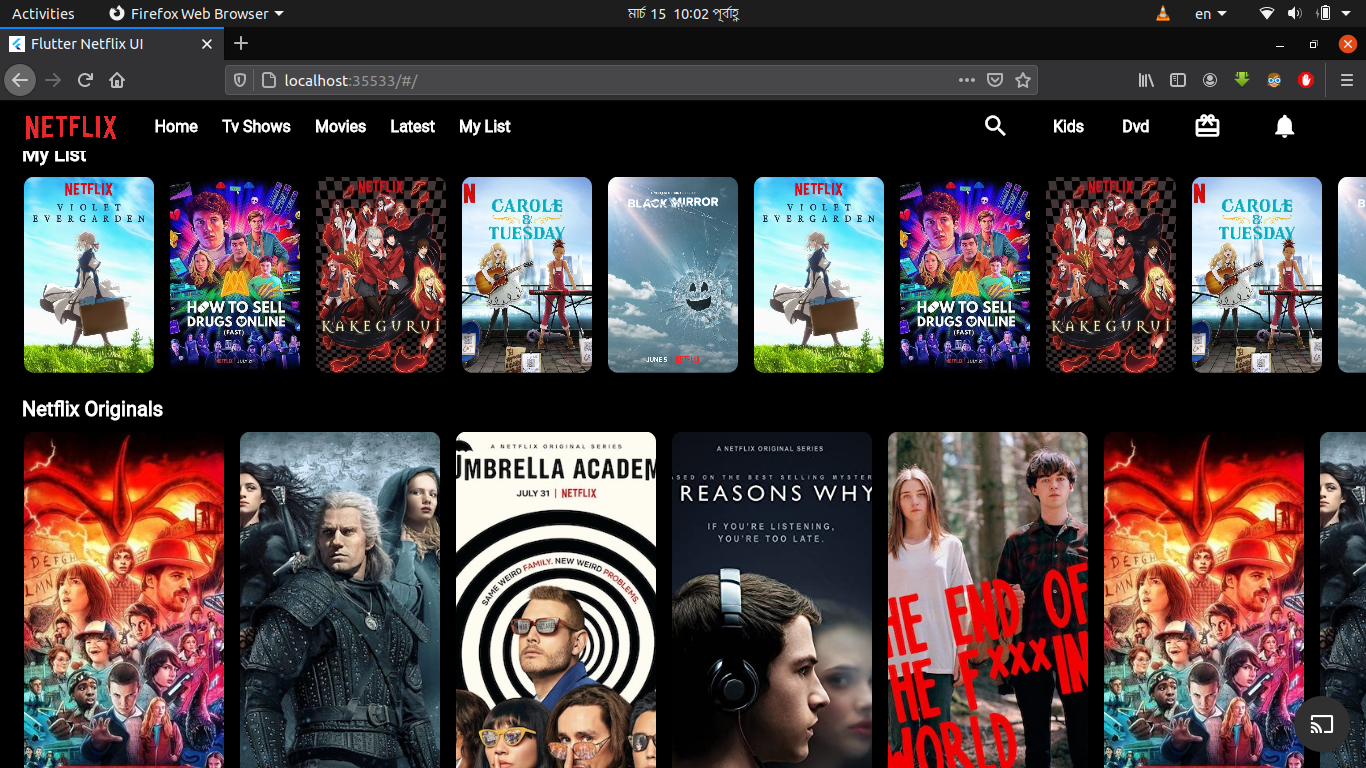 Activities Firefox Web Browser মার্চ 15 10:02 পূর্বাহ্ণ en
Flutter Netflix UI
localhost:35533/#/
NETFLIX Home Tv Shows Movies Latest My List Kids Dvd
My List
NETFLIX
VIOLET
EVERGARDEN
HOW TO SELL
DRUGS ONLINE
(FAST)
NETFLIX
KAKEGURUI
N
CAROLE
&
TUESDAY
BLACK MIRROR
JUNE 5 NETFLIX
NETFLIX
VIOLET
EVERGARDEN
HOW TO SELL
DRUGS ONLINE
(FAST)
NETFLIX
KAKEGURUI
N
CAROLE
&
TUESDAY
Netflix Originals
A NETFLIX ORIGINAL SERIES
UMBRELLA ACADEM
JULY 31 | NETFLIX
SAME WEIRD FAMILY. NEW WEIRD PROBLEMS.
A NETFLIX ORIGINAL SERIES
ASED ON THE BEST SELLING MYSTER
REASONS WHY
IF YOU'RE LISTENING,
YOU'RE TOO LATE.
HE END OF
HE F***IN
WORLD